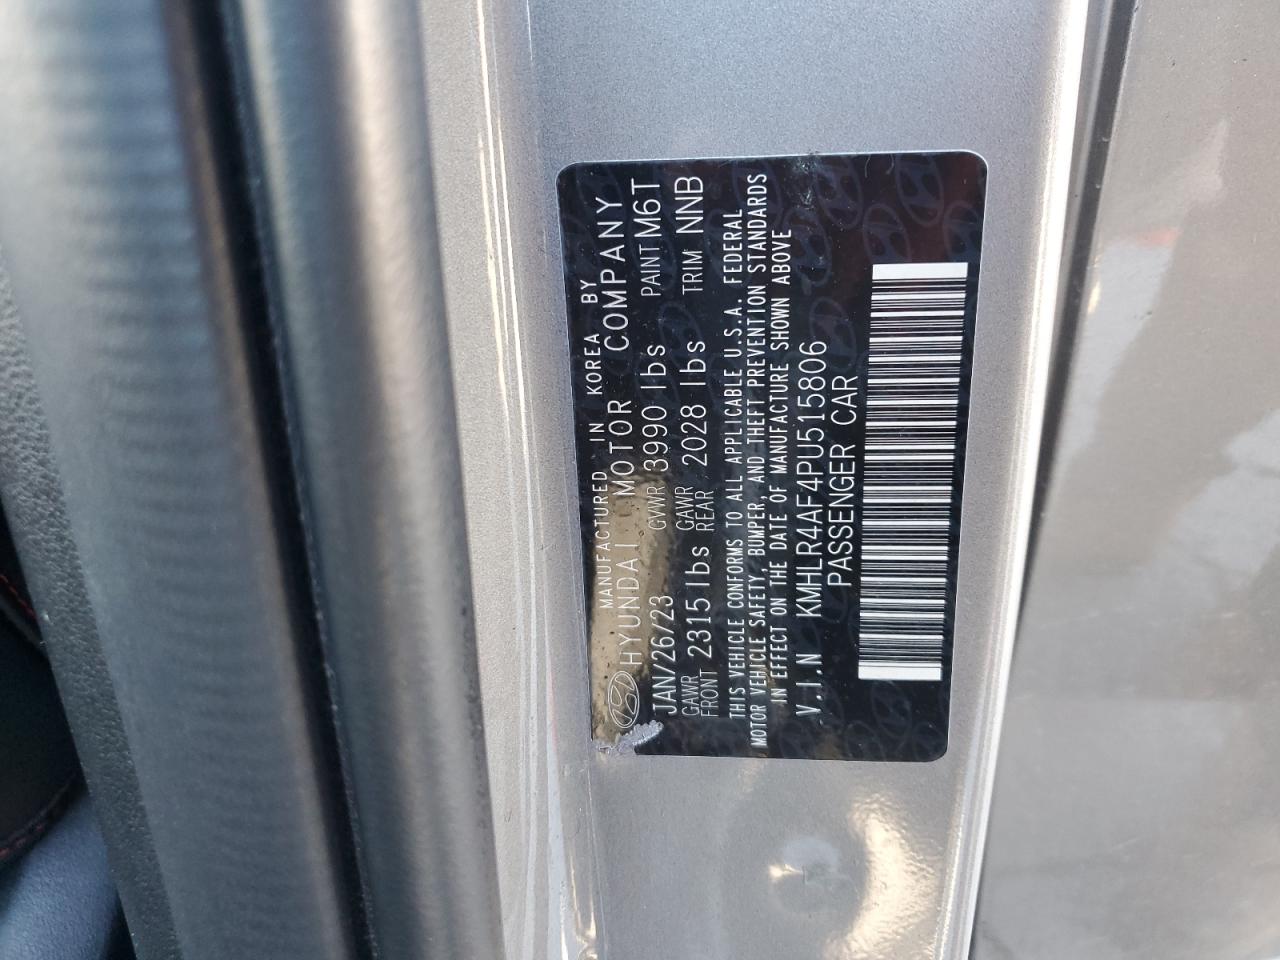 MANUFACTURED IN KOREA BY
HYUNDAI MOTOR COMPANY
JAN/26/23 GVWR 3990 lbs PAINT M6T
GAWR FRONT 2315 lbs GAWR REAR 2028 lbs TRIM NNB
THIS VEHICLE CONFORMS TO ALL APPLICABLE U.S.A. FEDERAL
MOTOR VEHICLE SAFETY, BUMPER, AND THEFT PREVENTION STANDARDS
IN EFFECT ON THE DATE OF MANUFACTURE SHOWN ABOVE
V.I.N KMHLR4AF4PU515806
PASSENGER CAR